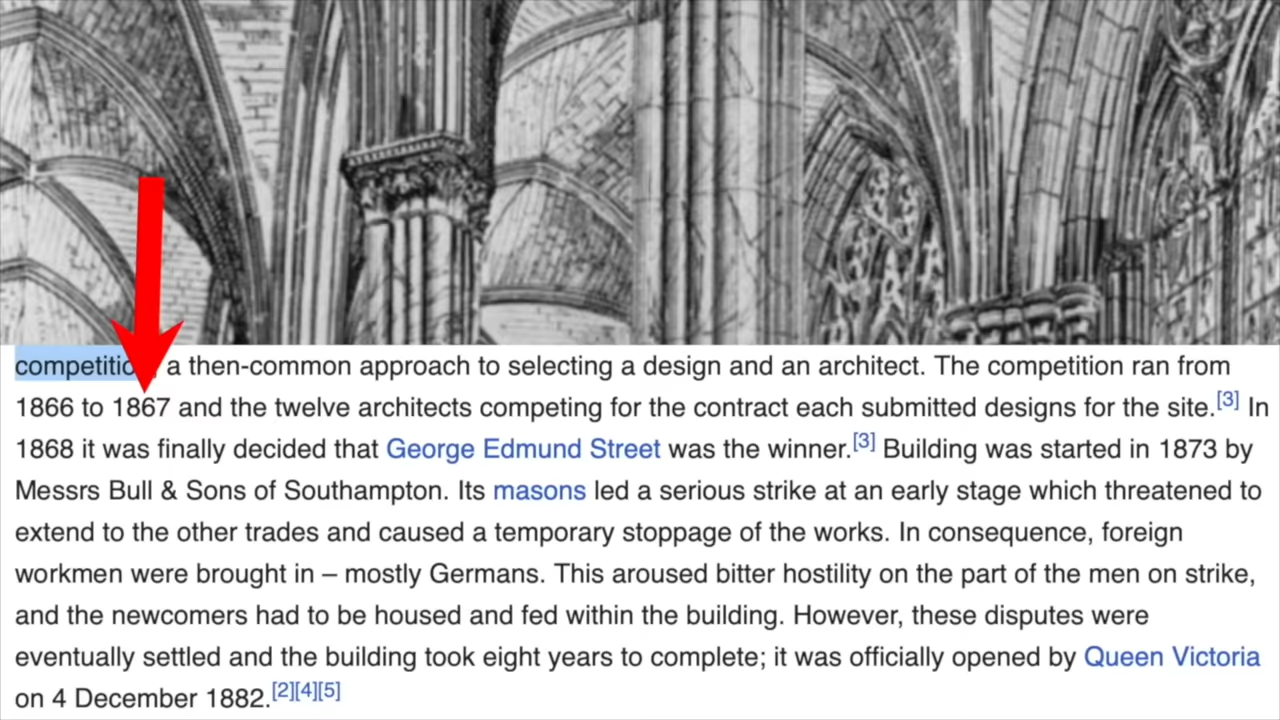 competition, a then-common approach to selecting a design and an architect. The competition ran from
1866 to 1867 and the twelve architects competing for the contract each submitted designs for the site.[3] In
1868 it was finally decided that George Edmund Street was the winner.[3] Building was started in 1873 by
Messrs Bull & Sons of Southampton. Its masons led a serious strike at an early stage which threatened to
extend to the other trades and caused a temporary stoppage of the works. In consequence, foreign
workmen were brought in – mostly Germans. This aroused bitter hostility on the part of the men on strike,
and the newcomers had to be housed and fed within the building. However, these disputes were
eventually settled and the building took eight years to complete; it was officially opened by Queen Victoria
on 4 December 1882.[2][4][5]